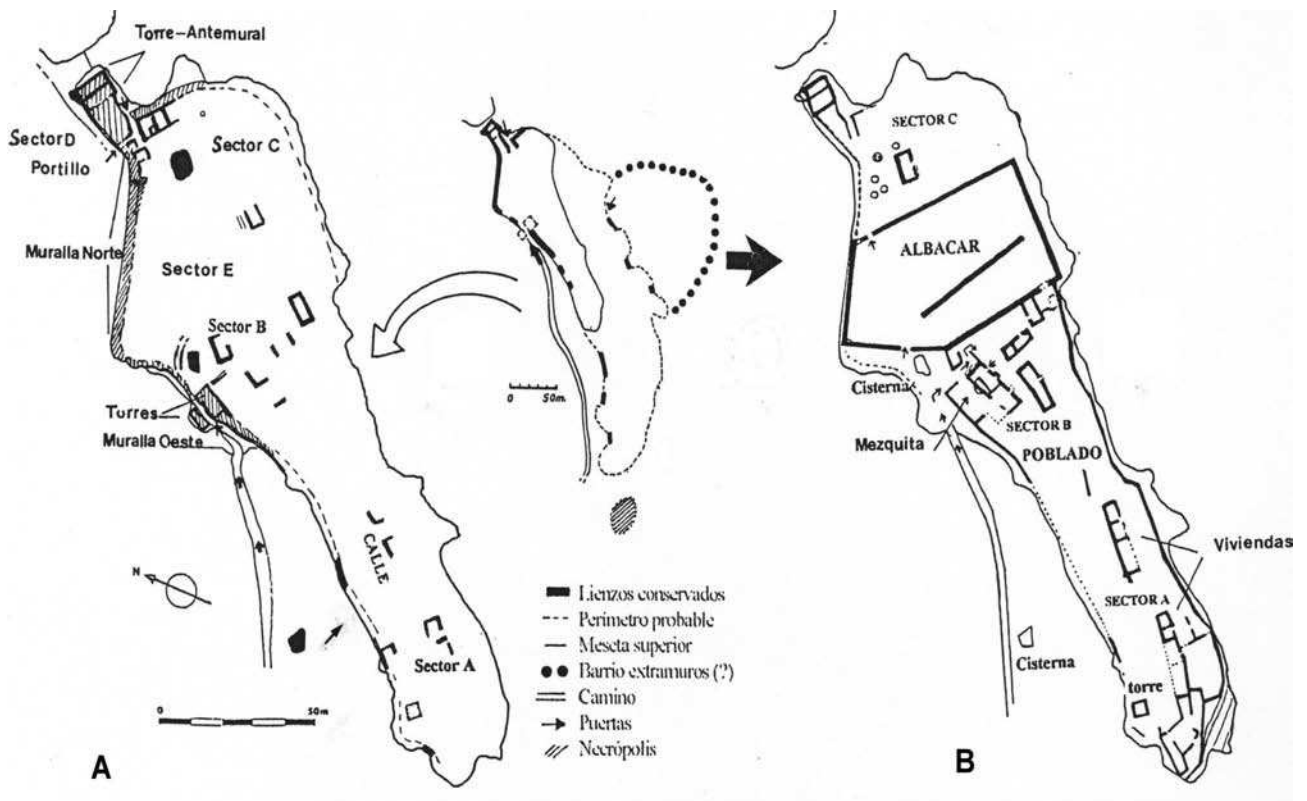 Torre-Antemural
Sector D
Portillo
Sector C
Muralla Norte
Sector E
Sector B
Torres
Muralla Oeste
N
CALLE
Sector A
0 50m
A
0 50m.
Lienzos conservados
Perímetro probable
Meseta superior
Barrio extramuros (?)
Camino
Puertas
Necrópolis
SECTOR C
ALBACAR
Cisterna
SECTOR B
Mezquita
POBLADO
Viviendas
SECTOR A
Cisterna
torre
B